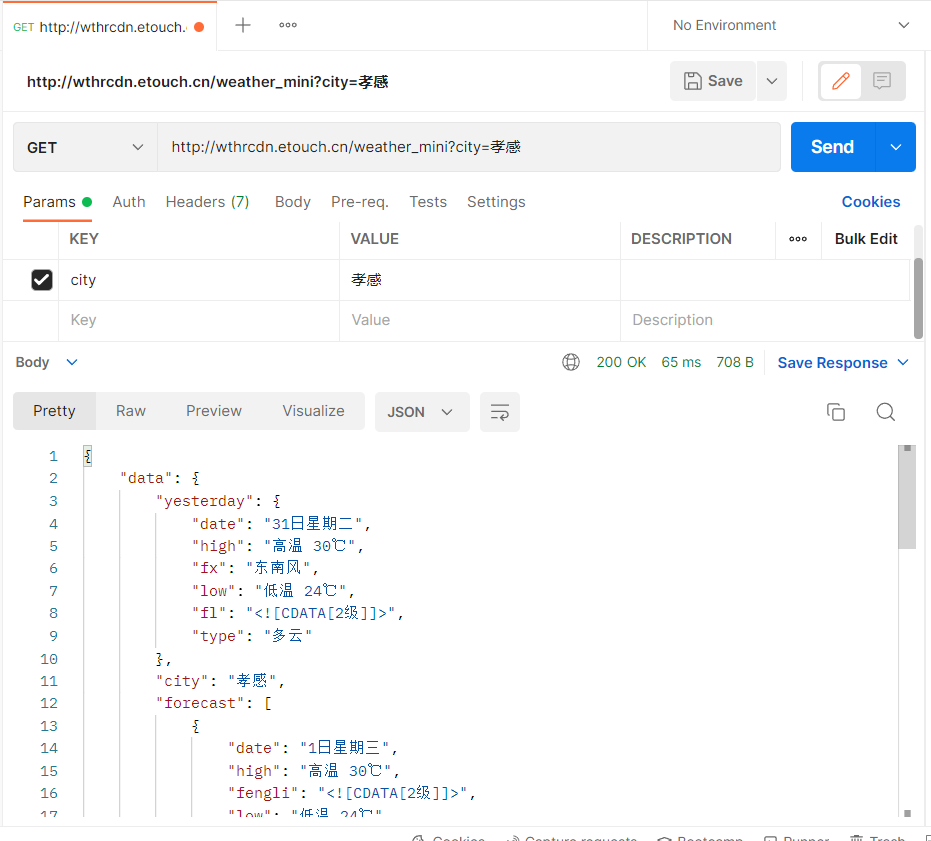 GET http://wthrcdn.etouch.
No Environment
http://wthrcdn.etouch.cn/weather_mini?city=孝感
Save
GET http://wthrcdn.etouch.cn/weather_mini?city=孝感 Send
Params Auth Headers (7) Body Pre-req. Tests Settings Cookies
KEY VALUE DESCRIPTION Bulk Edit
city 孝感
Key Value Description
Body 200 OK 65 ms 708 B Save Response
Pretty Raw Preview Visualize JSON
1 {
2 "data": {
3 "yesterday": {
4 "date": "31日星期二",
5 "high": "高温 30℃",
6 "fx": "东南风",
7 "low": "低温 24℃",
8 "fl": "<![CDATA[2级]]>",
9 "type": "多云"
10 },
11 "city": "孝感",
12 "forecast": [
13 {
14 "date": "1日星期三",
15 "high": "高温 30℃",
16 "fengli": "<![CDATA[2级]]>",
17 "low": "低温 24℃"
Cookies Capture requests Bootcamp Runner Trash